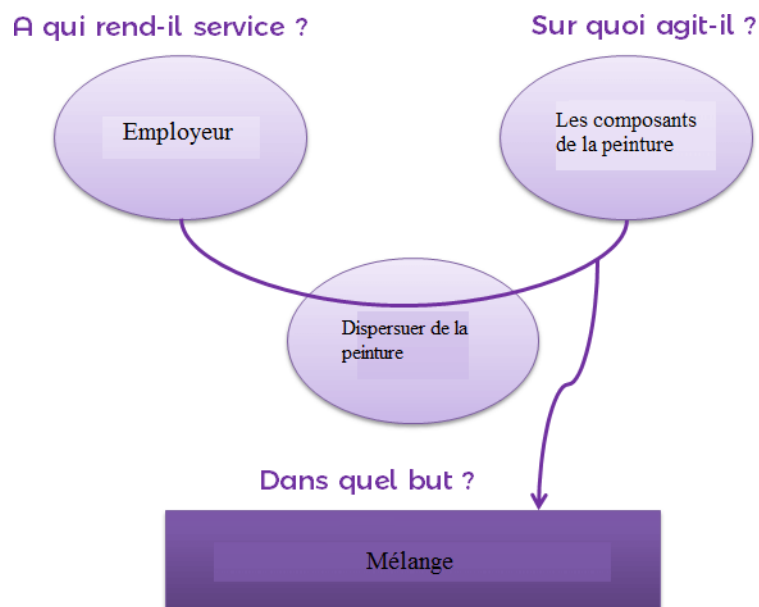 A qui rend-il service ?
Sur quoi agit-il ?
Employeur
Les composants
de la peinture
Dispersuer de la
peinture
Dans quel but ?
Mélange